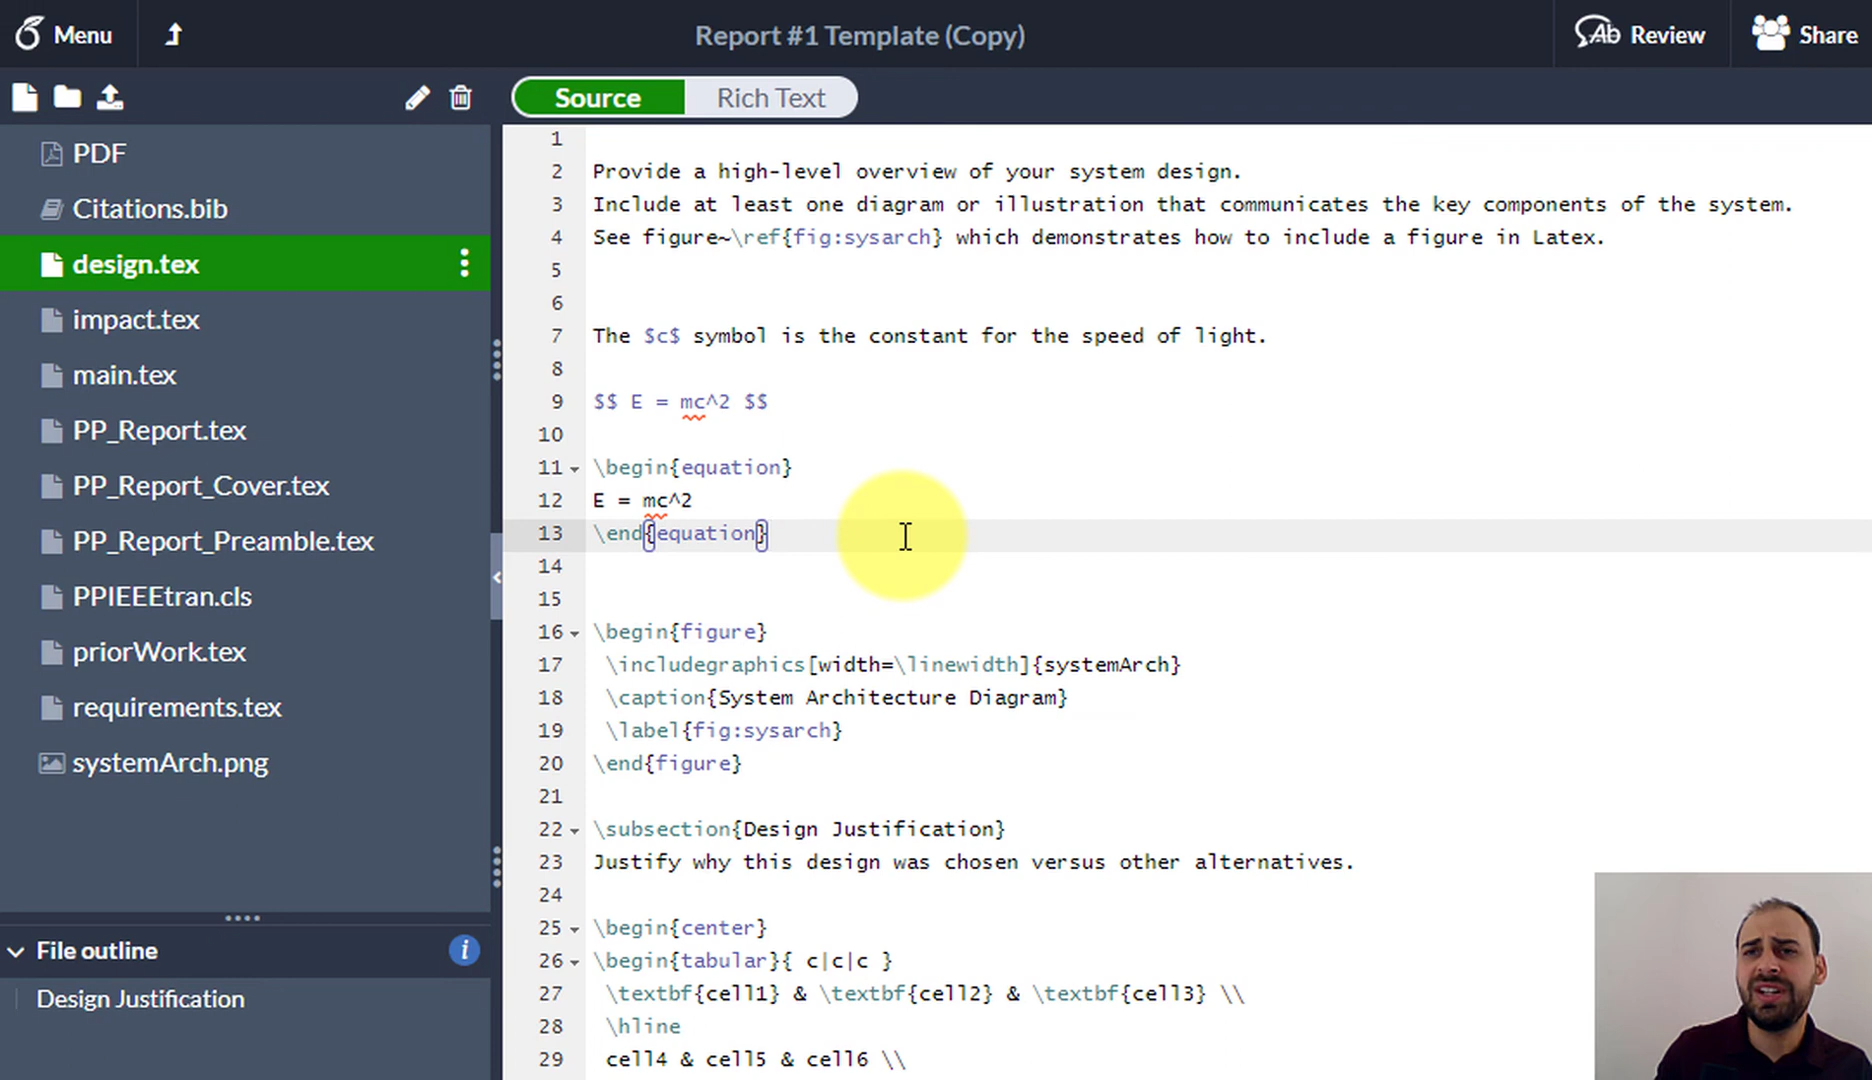 Menu
Report #1 Template (Copy)
Ab Review
Share
Source
Rich Text
PDF
Citations.bib
design.tex
impact.tex
main.tex
PP_Report.tex
PP_Report_Cover.tex
PP_Report_Preamble.tex
PPIEEEtran.cls
priorWork.tex
requirements.tex
systemArch.png
File outline
i
Design Justification
1
2 Provide a high-level overview of your system design.
3 Include at least one diagram or illustration that communicates the key components of the system.
4 See figure~\ref{fig:sysarch} which demonstrates how to include a figure in Latex.
5
6
7 The $c$ symbol is the constant for the speed of light.
8
9 $$ E = mc^2 $$
10
11 \begin{equation}
12 E = mc^2
13 \end{equation}
14
15
16 \begin{figure}
17 \includegraphics[width=\linewidth]{systemArch}
18 \caption{System Architecture Diagram}
19 \label{fig:sysarch}
20 \end{figure}
21
22 \subsection{Design Justification}
23 Justify why this design was chosen versus other alternatives.
24
25 \begin{center}
26 \begin{tabular}{ c|c|c }
27 \textbf{cell1} & \textbf{cell2} & \textbf{cell3} \\
28 \hline
29 cell4 & cell5 & cell6 \\